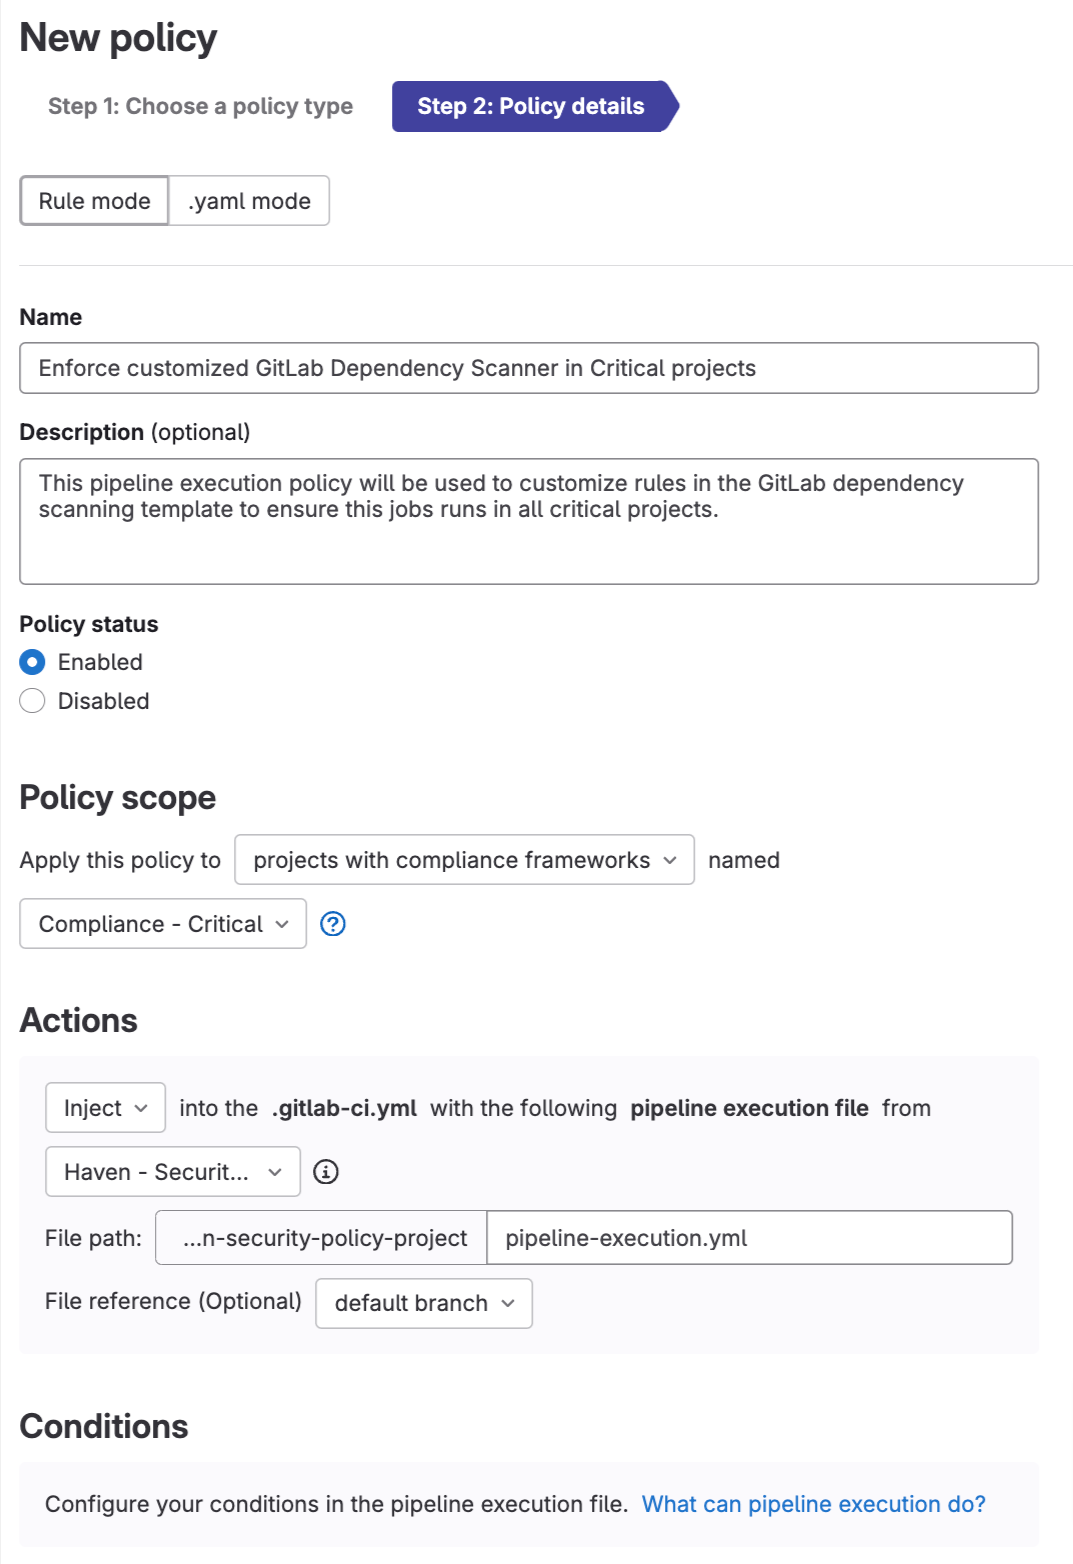 New policy
Step 1: Choose a policy type
Step 2: Policy details
Rule mode
.yaml mode
Name
Enforce customized GitLab Dependency Scanner in Critical projects
Description (optional)
This pipeline execution policy will be used to customize rules in the GitLab dependency
scanning template to ensure this jobs runs in all critical projects.
Policy status
Enabled
Disabled
Policy scope
Apply this policy to projects with compliance frameworks named
Compliance - Critical
Actions
Inject into the .gitlab-ci.yml with the following pipeline execution file from
Haven - Securit...
File path: ...n-security-policy-project pipeline-execution.yml
File reference (Optional) default branch
Conditions
Configure your conditions in the pipeline execution file. What can pipeline execution do?